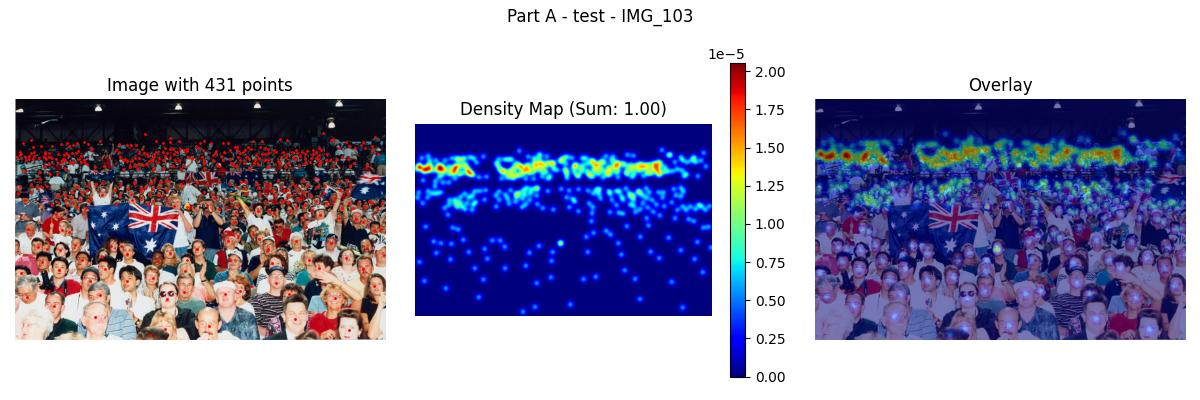 Part A - test - IMG_103
Image with 431 points
Density Map (Sum: 1.00)
1e−5
2.00
1.75
1.50
1.25
1.00
0.75
0.50
0.25
0.00
Overlay